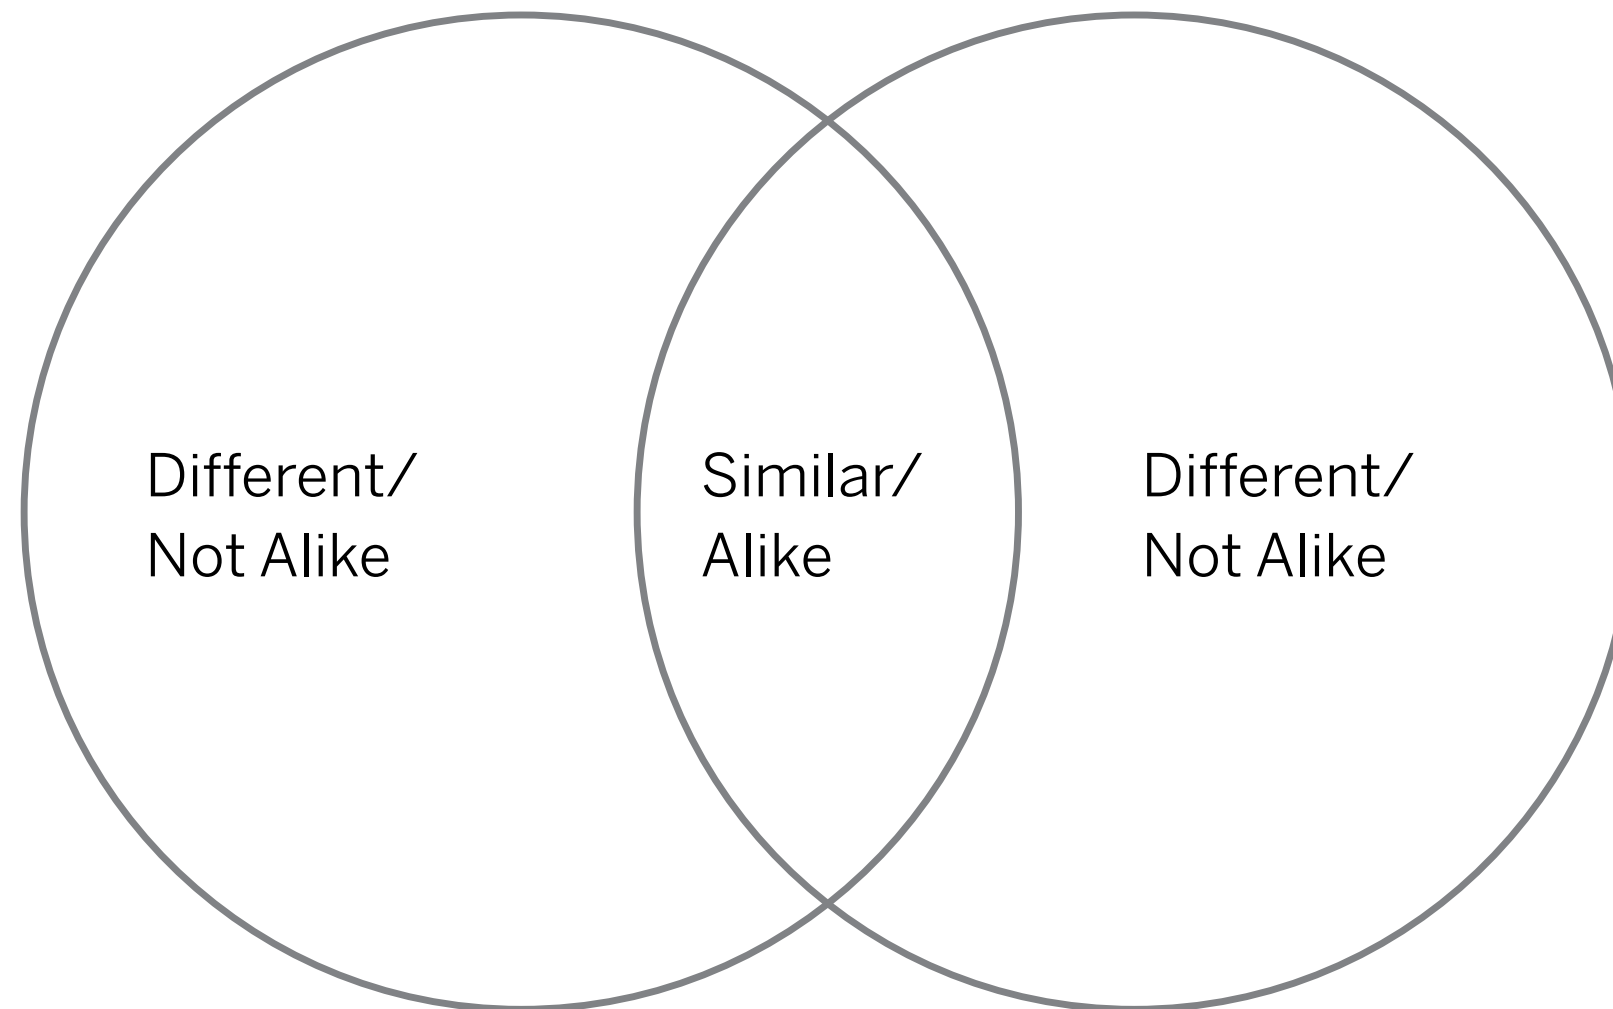 Different/
Not Alike
Similar/
Alike
Different/
Not Alike